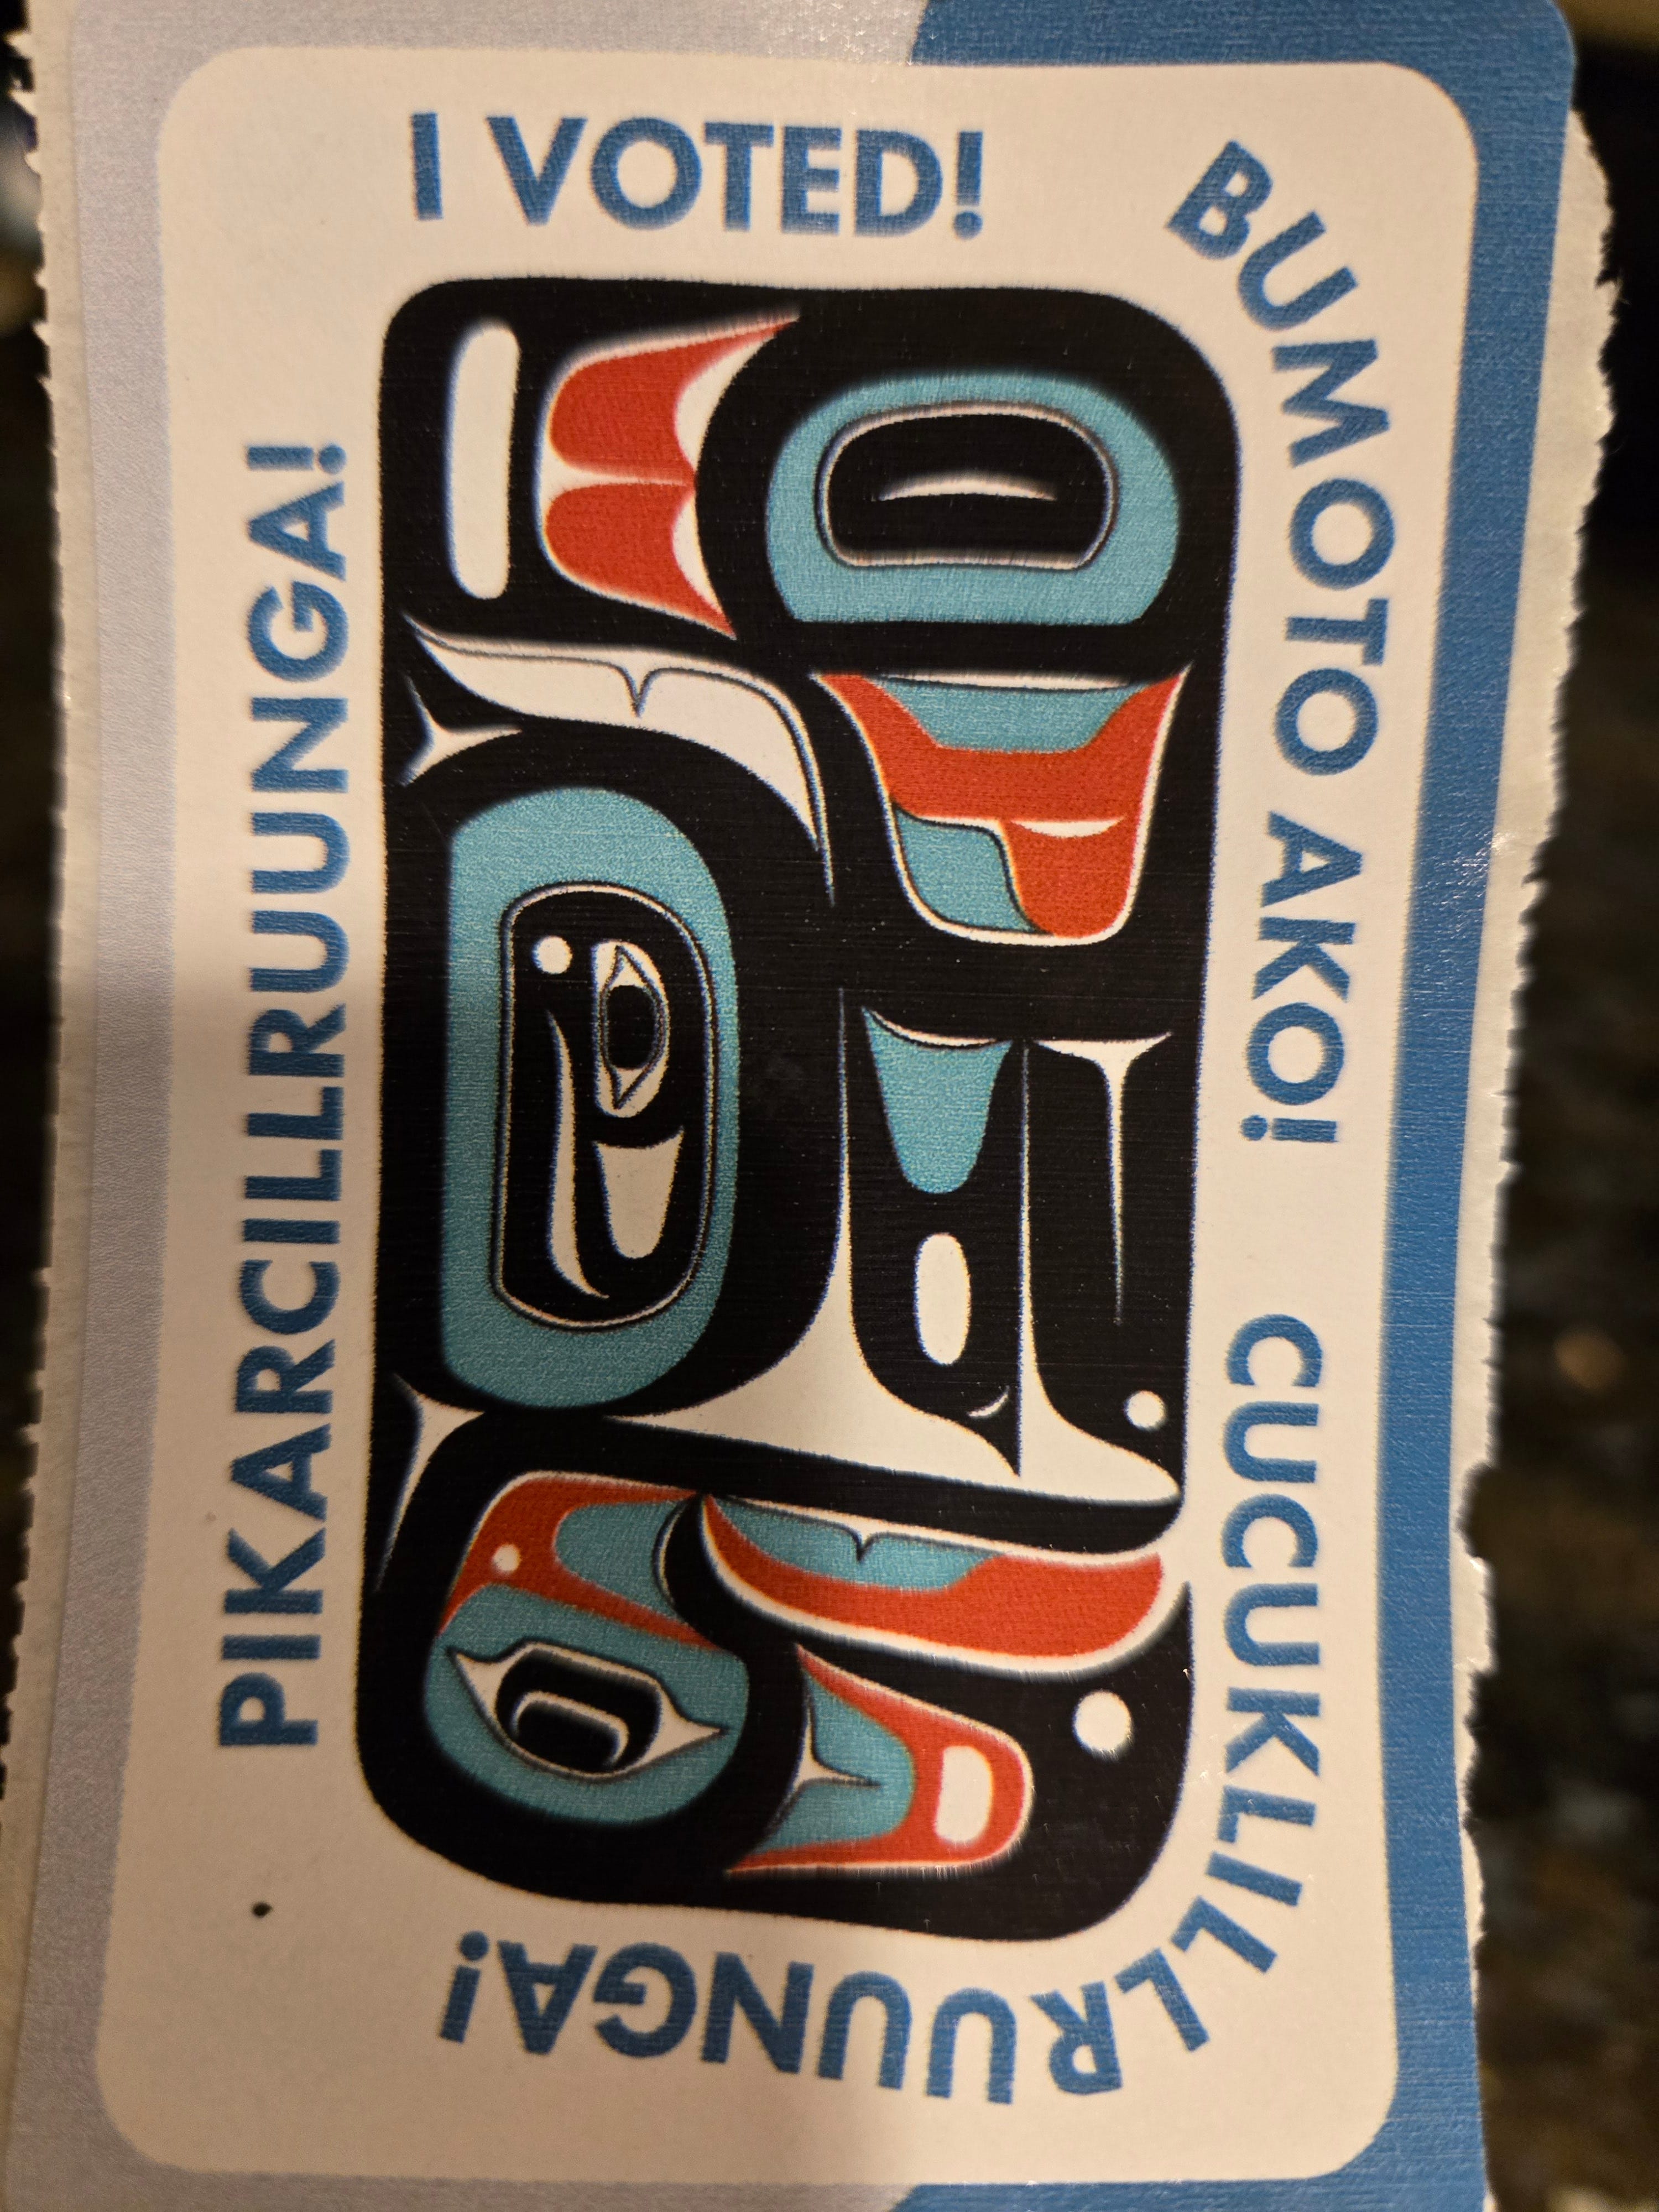 I VOTED!
BUMOTO AKO!
CUCUKLILLRUUNGA!
PIKARCILLRUUNGA!